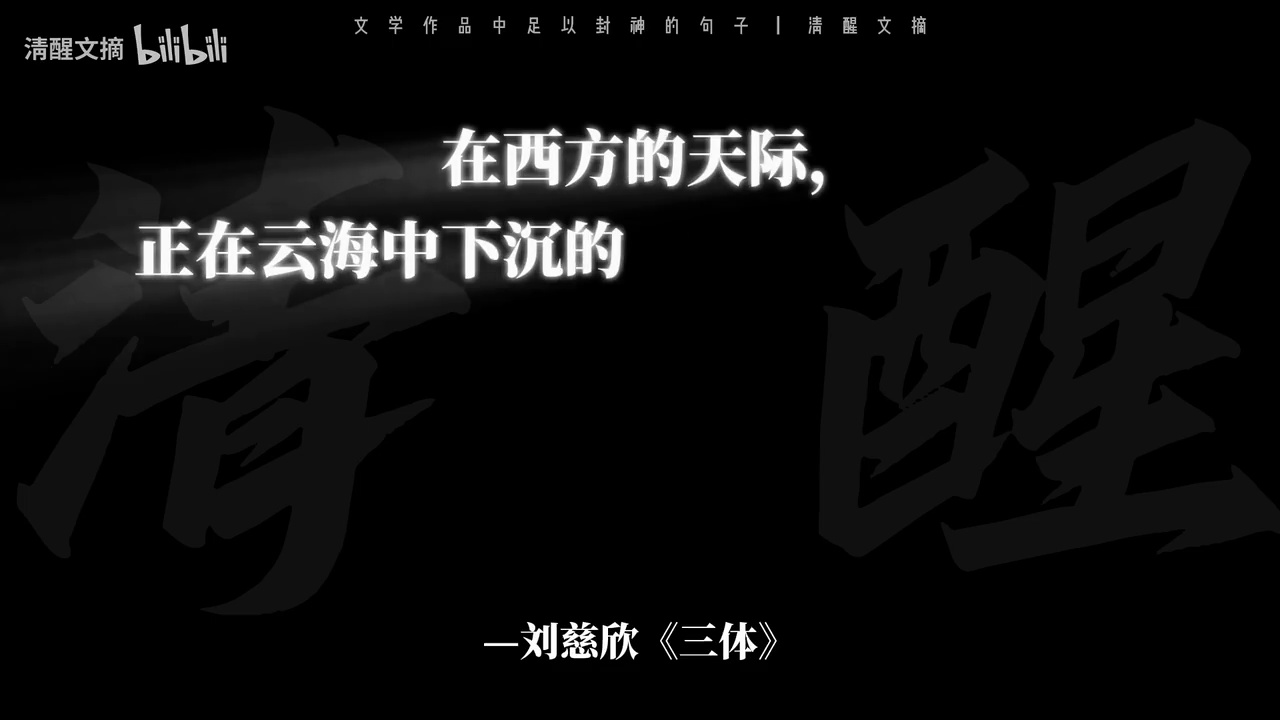 文学作品中足以封神的句子 | 清醒文摘
清醒文摘 bilibili
清醒
在西方的天际,
正在云海中下沉的
—刘慈欣《三体》